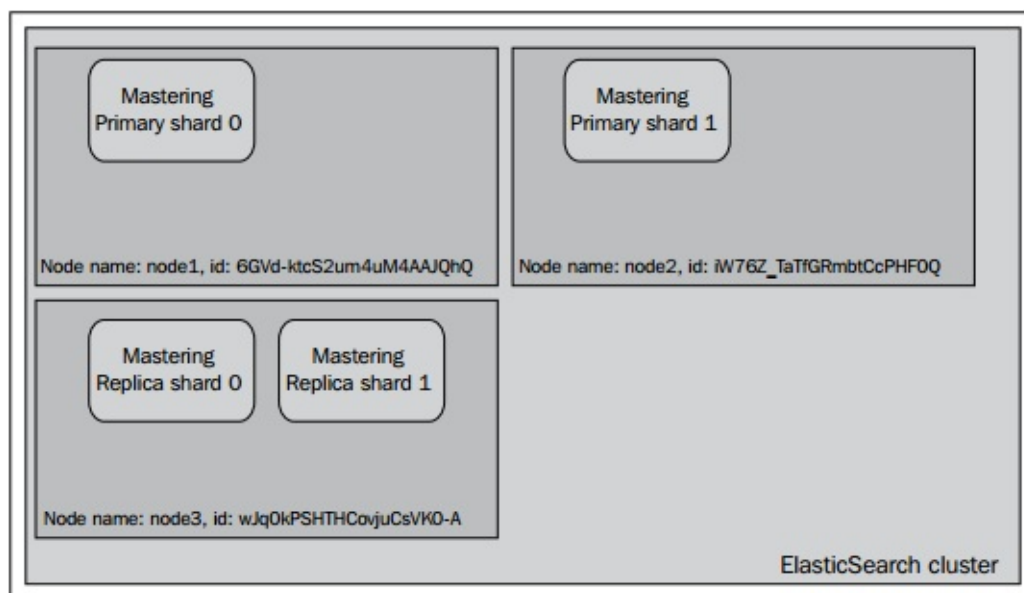 Mastering
Primary shard 0
Mastering
Primary shard 1
Node name: node1, id: 6GVd-ktcS2um4uM4AAJQhQ
Node name: node2, id: iW76Z_TaTfGRmbtCcPHF0Q
Mastering
Replica shard 0
Mastering
Replica shard 1
Node name: node3, id: wJq0kPSHTHCovjuCsVK0-A
ElasticSearch cluster